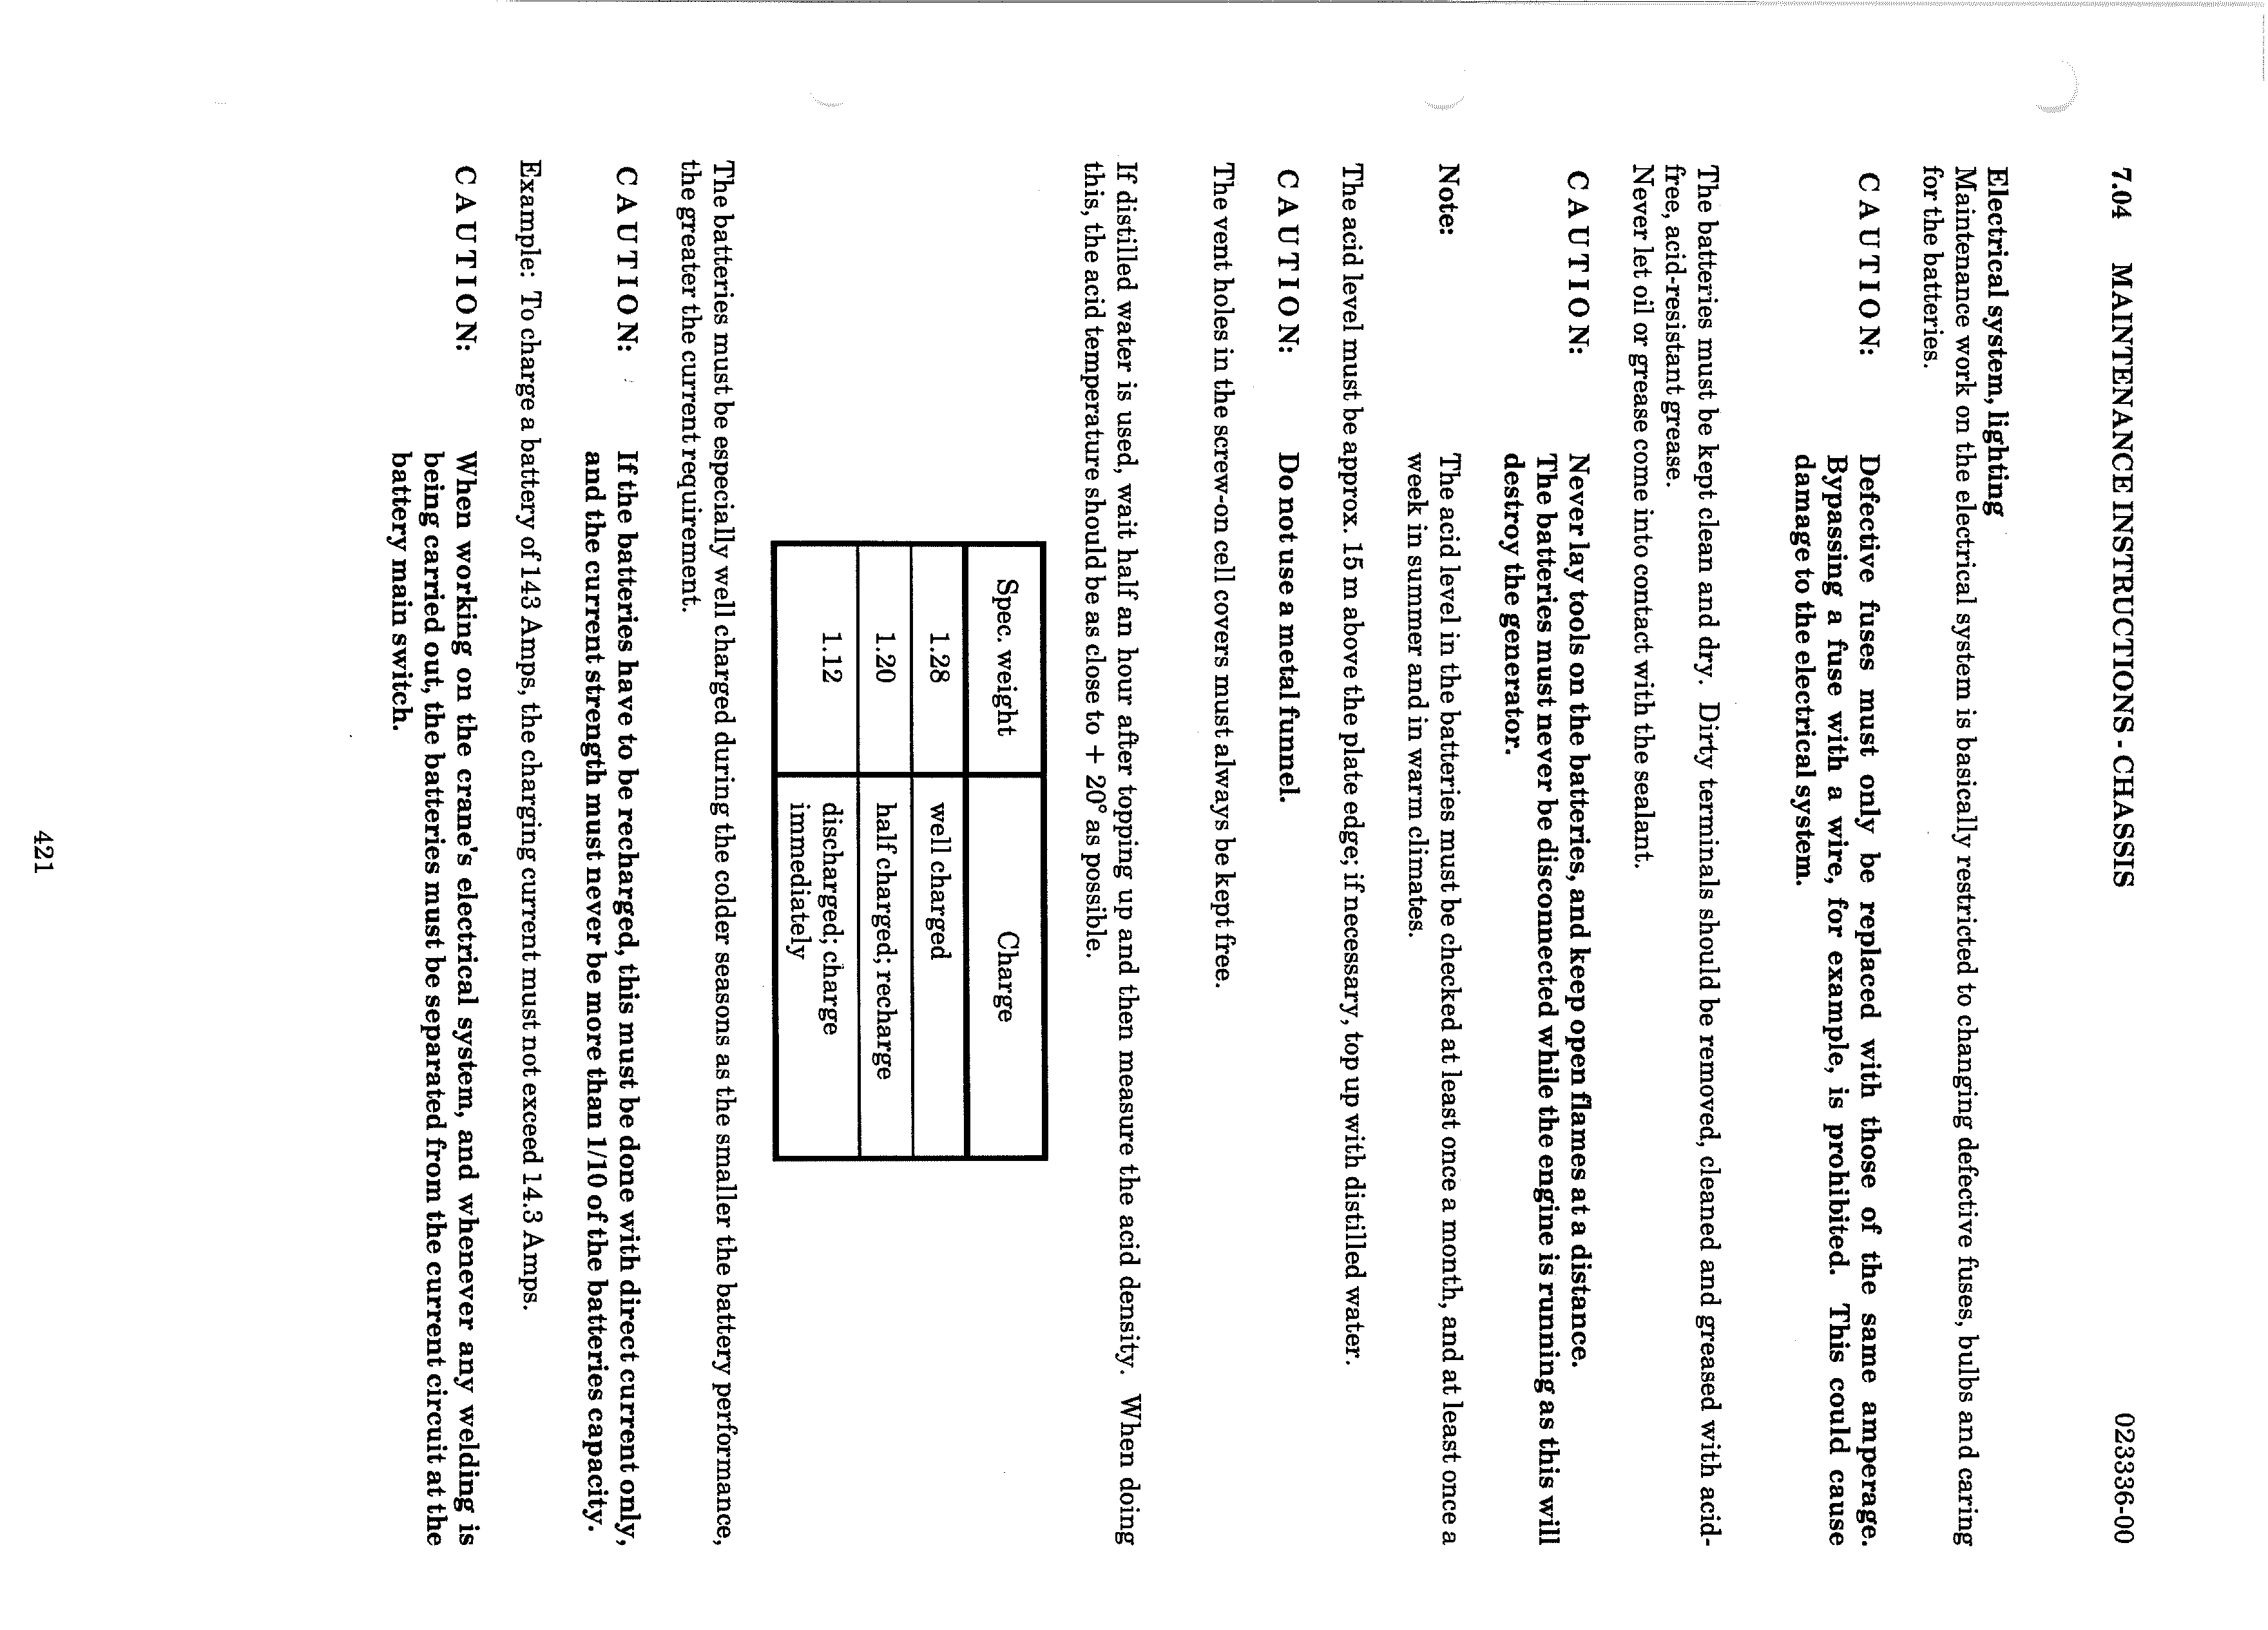 7.04 MAINTENANCE INSTRUCTIONS - CHASSIS 023336-00
Electrical system, lighting
Maintenance work on the electrical system is basically restricted to changing defective fuses, bulbs and caring
for the batteries.
CAUTION: Defective fuses must only be replaced with those of the same amperage.
Bypassing a fuse with a wire, for example, is prohibited. This could cause
damage to the electrical system.
The batteries must be kept clean and dry. Dirty terminals should be removed, cleaned and greased with acid-
free, acid-resistant grease.
Never let oil or grease come into contact with the sealant.
CAUTION: Never lay tools on the batteries, and keep open flames at a distance.
The batteries must never be disconnected while the engine is running as this will
destroy the generator.
Note: The acid level in the batteries must be checked at least once a month, and at least once a
week in summer and in warm climates.
The acid level must be approx. 15 m above the plate edge; if necessary, top up with distilled water.
CAUTION: Do not use a metal funnel.
The vent holes in the screw-on cell covers must always be kept free.
If distilled water is used, wait half an hour after topping up and then measure the acid density. When doing
this, the acid temperature should be as close to + 20° as possible.
Spec. weight Charge
1.28 well charged
1.20 half charged; recharge
1.12 discharged; charge
immediately
The batteries must be especially well charged during the colder seasons as the smaller the battery performance,
the greater the current requirement.
CAUTION: If the batteries have to be recharged, this must be done with direct current only,
and the current strength must never be more than 1/10 of the batteries capacity.
Example: To charge a battery of 143 Amps, the charging current must not exceed 14.3 Amps.
CAUTION: When working on the crane's electrical system, and whenever any welding is
being carried out, the batteries must be separated from the current circuit at the
battery main switch.
421